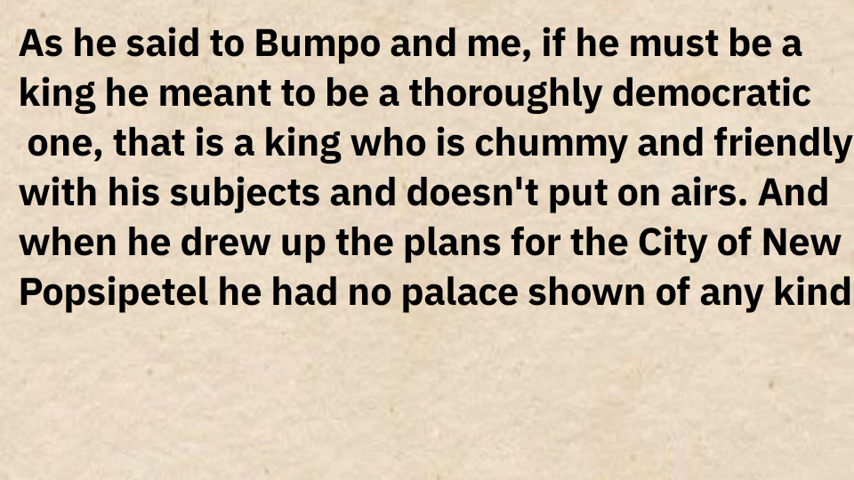 As he said to Bumpo and me, if he must be a
king he meant to be a thoroughly democratic
one, that is a king who is chummy and friendly
with his subjects and doesn't put on airs. And
when he drew up the plans for the City of New
Popsipetel he had no palace shown of any kind